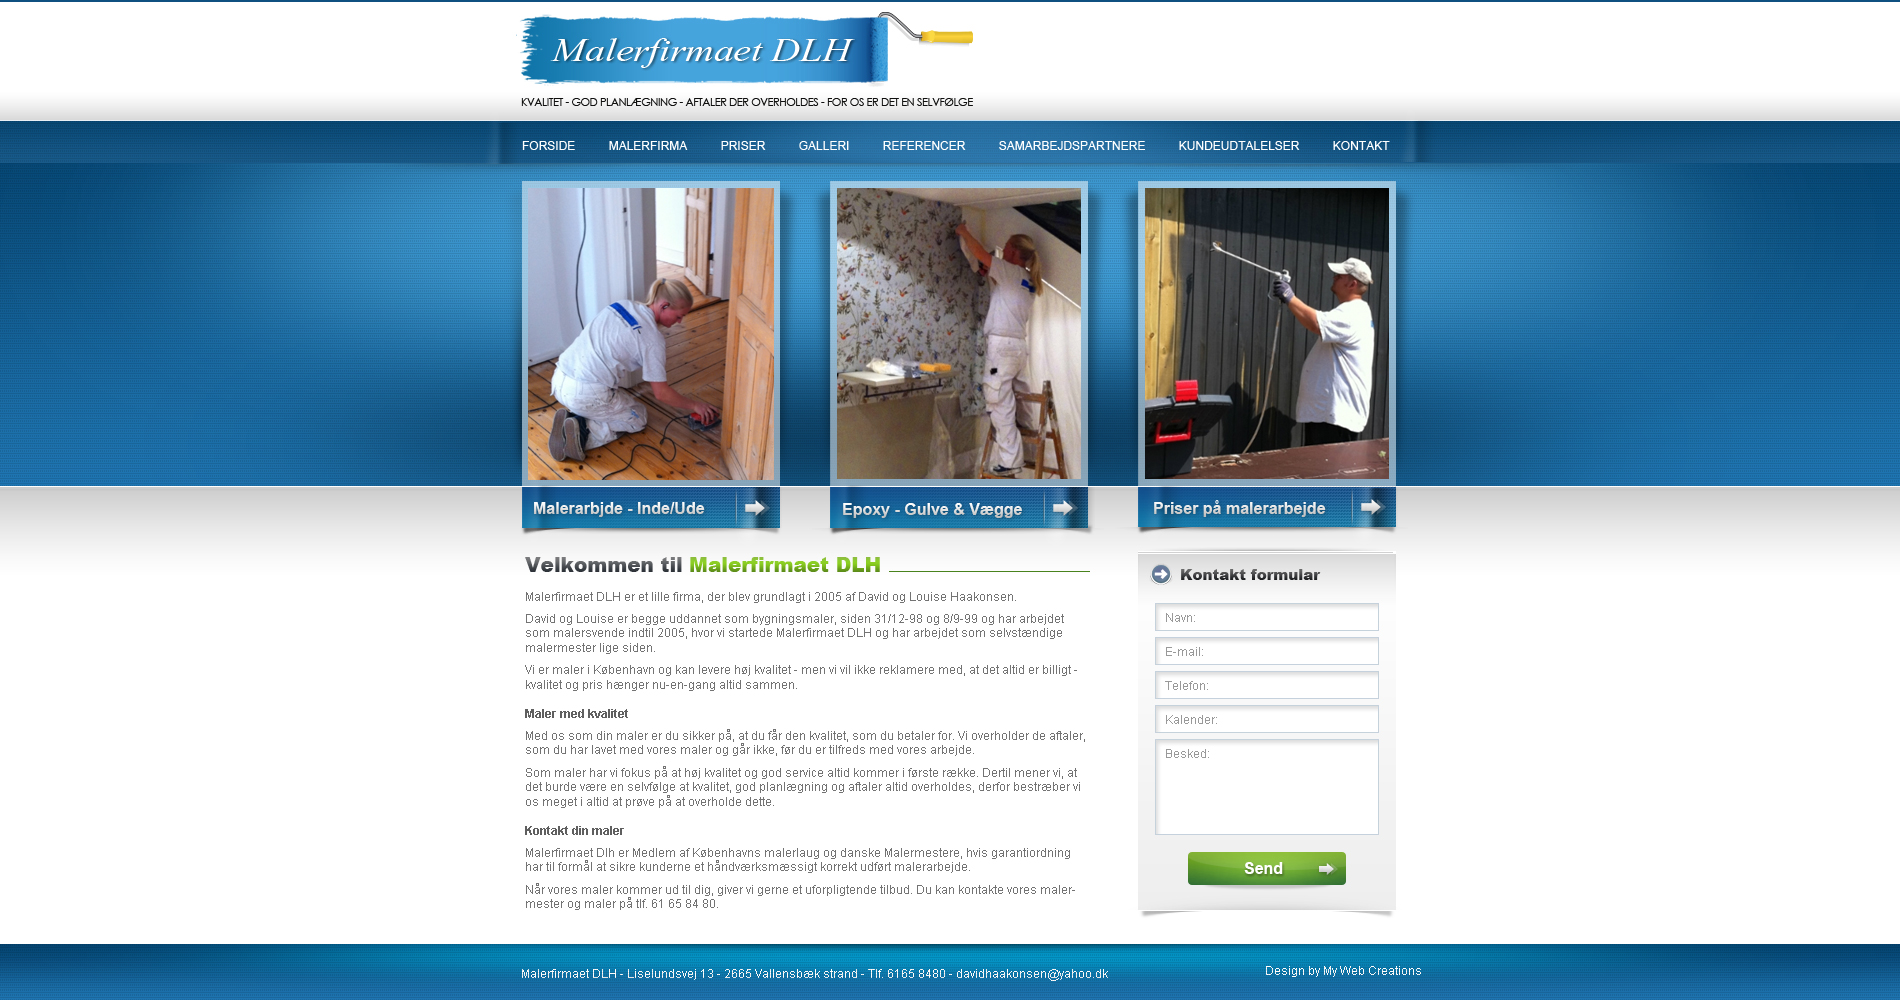 Malerfirmaet DLH
KVALITET - GOD PLANLÆGNING - AFTALER DER OVERHOLDES - FOR OS ER DET EN SELVFØLGE
FORSIDE MALERFIRMA PRISER GALLERI REFERENCER SAMARBEJDSPARTNERE KUNDEUDTALELSER KONTAKT
Malerarbjde - Inde/Ude
Epoxy - Gulve & Vægge
Priser på malerarbejde
Velkommen til Malerfirmaet DLH
Malerfirmaet DLH er et lille firma, der blev grundlagt i 2005 af David og Louise Haakonsen.
David og Louise er begge uddannet som bygningsmaler, siden 31/12-98 og 8/9-99 og har arbejdet
som malersvende indtil 2005, hvor vi startede Malerfirmaet DLH og har arbejdet som selvstændige
malermester lige siden.
Vi er maler i København og kan levere høj kvalitet - men vi vil ikke reklamere med, at det altid er billigt -
kvalitet og pris hænger nu-en-gang altid sammen.
Maler med kvalitet
Med os som din maler er du sikker på, at du får den kvalitet, som du betaler for. Vi overholder de aftaler,
som du har lavet med vores maler og går ikke, før du er tilfreds med vores arbejde.
Som maler har vi fokus på at høj kvalitet og god service altid kommer i første række. Dertil mener vi, at
det burde være en selvfølge at kvalitet, god planlægning og aftaler altid overholdes, derfor bestræber vi
os meget i altid at prøve på at overholde dette.
Kontakt din maler
Malerfirmaet Dlh er Medlem af Københavns malerlaug og danske Malermestere, hvis garantiordning
har til formål at sikre kunderne et håndværksmæssigt korrekt udført malerarbejde.
Når vores maler kommer ud til dig, giver vi gerne et uforpligtende tilbud. Du kan kontakte vores maler-
mester og maler på tlf. 61 65 84 80.
Kontakt formular
Navn:
E-mail:
Telefon:
Kalender:
Besked:
Send
Malerfirmaet DLH - Liselundsvej 13 - 2665 Vallensbæk strand - Tlf. 6165 8480 - davidhaakonsen@yahoo.dk
Design by My Web Creations